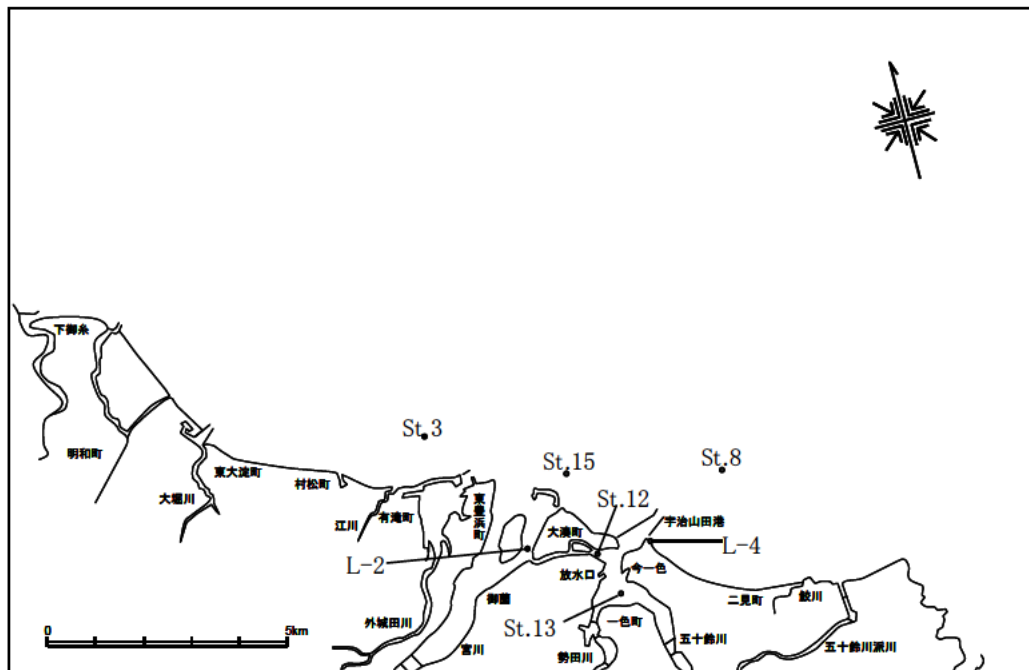 下御糸
St.3
明和町
東大淀町
St.15
St.8
村松町
大堀川
東豊浜町
St.12
宇治山田港
有滝町
江川
大湊町
L-4
L-2
放水口
今一色
御薗
二見町
鮫川
外城田川
St.13
一色町
五十鈴川
五十鈴派川
宮川
勢田川
0
5km